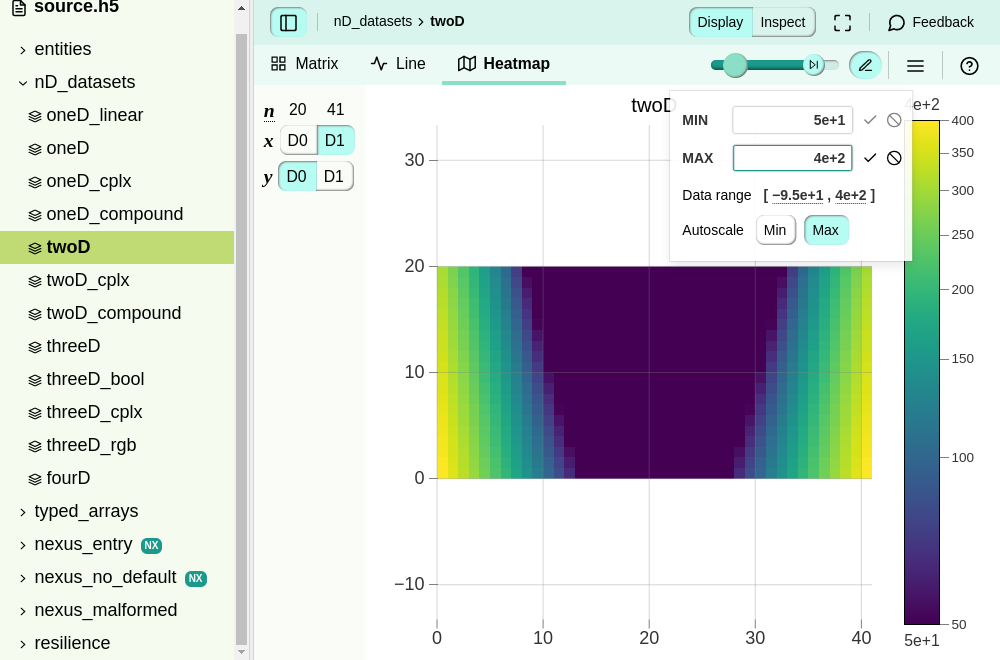 source.h5
entities
nD_datasets
oneD_linear
oneD
oneD_cplx
oneD_compound
twoD
twoD_cplx
twoD_compound
threeD
threeD_bool
threeD_cplx
threeD_rgb
fourD
typed_arrays
nexus_entry NX
nexus_no_default NX
nexus_malformed
resilience
nD_datasets > twoD
Display Inspect Feedback
Matrix Line Heatmap
n 20 41
x D0 D1
y D0 D1
twoD
MIN 5e+1
MAX 4e+2
Data range [ −9.5e+1 , 4e+2 ]
Autoscale Min Max
4e+2
400
350
300
250
200
150
100
50
5e+1
30
20
10
0
−10
0 10 20 30 40